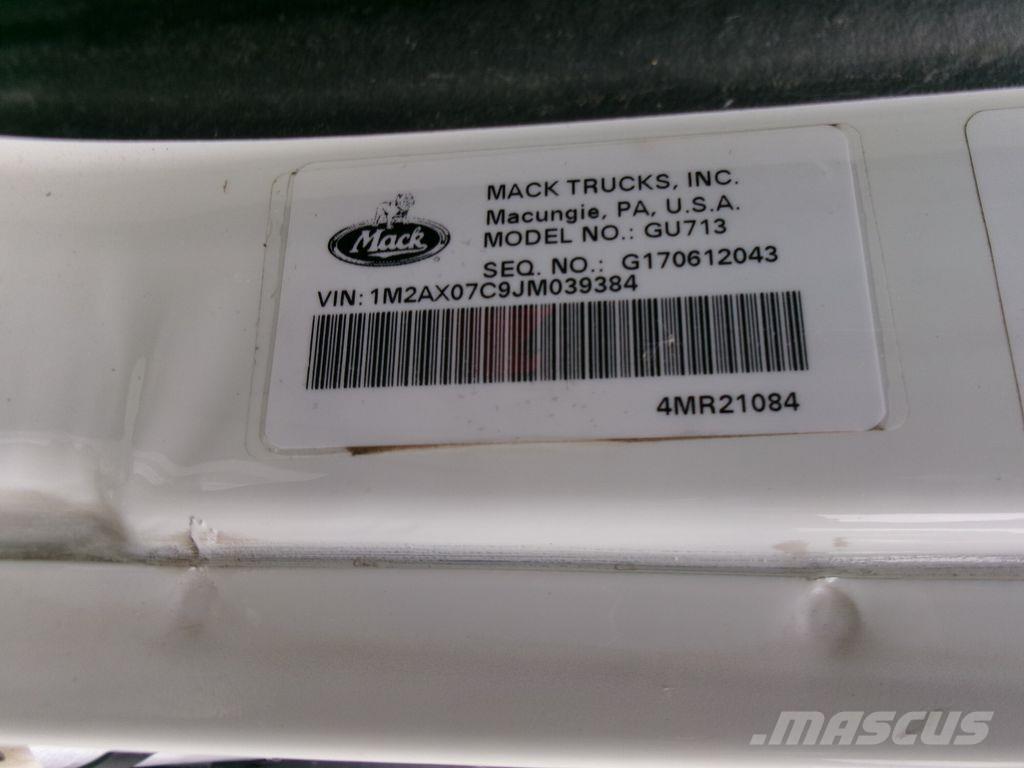 MACK TRUCKS, INC.
Macungie, PA, U.S.A.
MODEL NO.: GU713
SEQ. NO.: G170612043
Mack
VIN: 1M2AX07C9JM039384
4MR21084
MASCUS